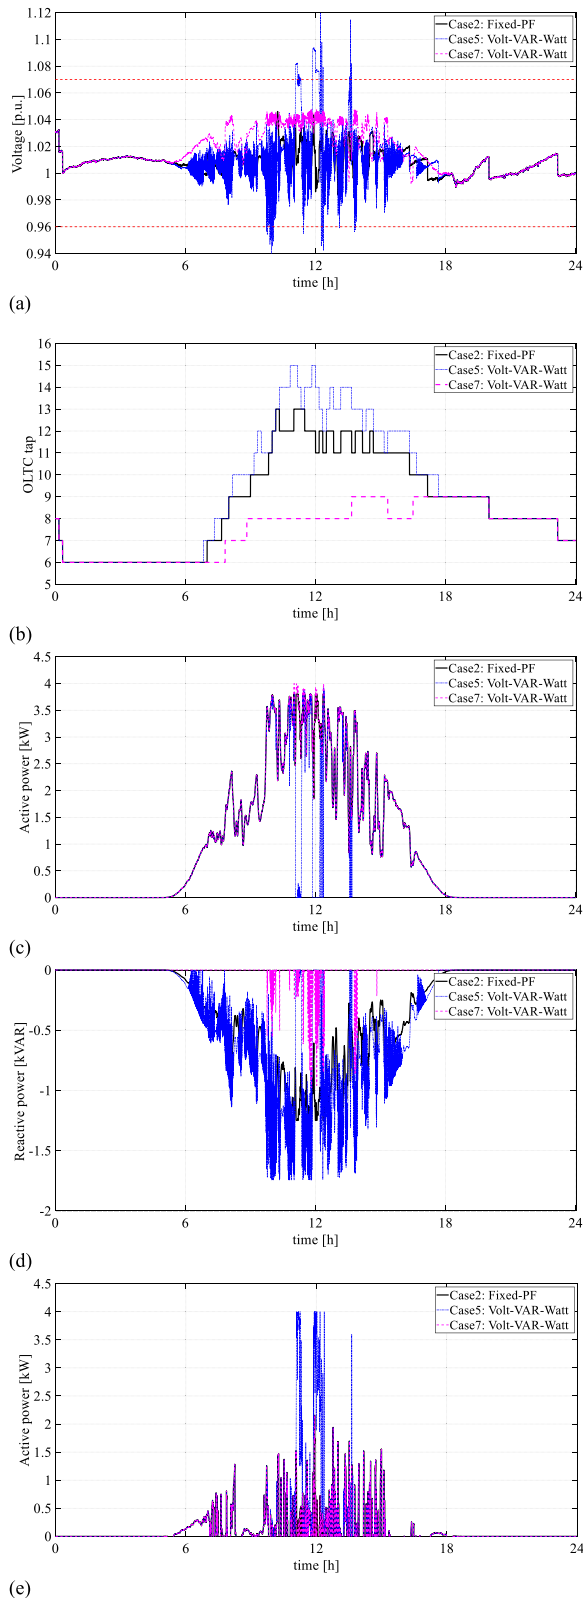 1.12
1.10
1.08
1.06
1.04
1.02
1
0.98
0.96
0.94
Voltage [p.u.]
Case2: Fixed-PF
Case5: Volt-VAR-Watt
Case7: Volt-VAR-Watt
0 6 12 18 24
time [h]
(a)
16
15
14
13
12
11
10
9
8
7
6
5
OLTC tap
Case2: Fixed-PF
Case5: Volt-VAR-Watt
Case7: Volt-VAR-Watt
0 6 12 18 24
time [h]
(b)
4.5
4
3.5
3
2.5
2
1.5
1
0.5
0
Active power [kW]
Case2: Fixed-PF
Case5: Volt-VAR-Watt
Case7: Volt-VAR-Watt
0 6 12 18 24
time [h]
(c)
0
-0.5
-1
-1.5
-2
Reactive power [kVAR]
Case2: Fixed-PF
Case5: Volt-VAR-Watt
Case7: Volt-VAR-Watt
0 6 12 18 24
time [h]
(d)
4.5
4
3.5
3
2.5
2
1.5
1
0.5
0
Active power [kW]
Case2: Fixed-PF
Case5: Volt-VAR-Watt
Case7: Volt-VAR-Watt
0 6 12 18 24
time [h]
(e)